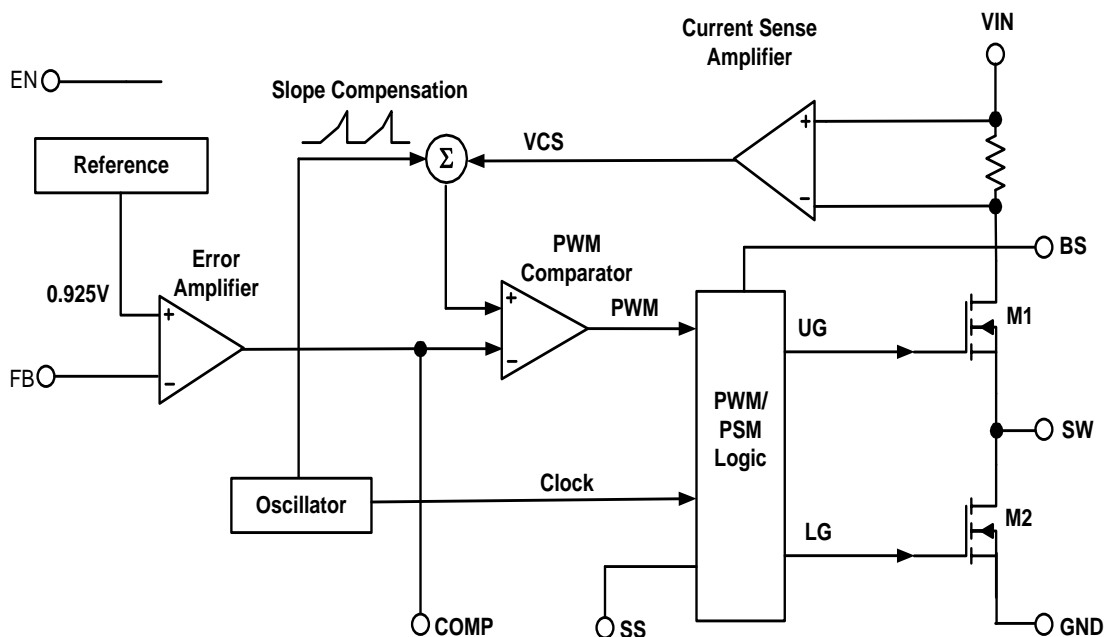 Current Sense
Amplifier
VIN
EN
Slope Compensation
+
Σ
VCS
−
Reference
BS
Error
Amplifier
PWM
Comparator
0.925V
+
−
FB
+
−
PWM
UG
M1
PWM/
PSM
Logic
SW
Oscillator
Clock
LG
M2
COMP
SS
GND